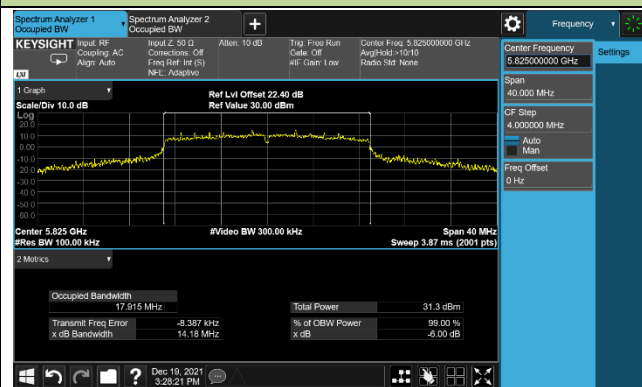 Spectrum Analyzer 1
Occupied BW
Spectrum Analyzer 2
Occupied BW
+
Frequency
KEYSIGHT
Input: RF
Coupling: AC
Align: Auto
Input Z: 50 Ω
Corrections: Off
Freq Ref: Int (S)
NFE: Adaptive
Atten: 10 dB
Trig: Free Run
Gate: Off
#IF Gain: Low
Center Freq: 5.825000000 GHz
Avg|Hold:>10/10
Radio Std: None
LXI
Center Frequency
5.825000000 GHz
Settings
Span
40.000 MHz
CF Step
4.000000 MHz
Auto
Man
Freq Offset
0 Hz
1 Graph
Scale/Div 10.0 dB
Ref Lvl Offset 22.40 dB
Ref Value 30.00 dBm
Log
20.0
10.0
0.00
-10.0
-20.0
-30.0
-40.0
-50.0
-60.0
Center 5.825 GHz
#Res BW 100.00 kHz
#Video BW 300.00 kHz
Span 40 MHz
Sweep 3.87 ms (2001 pts)
2 Metrics
Occupied Bandwidth
17.915 MHz
Total Power 31.3 dBm
Transmit Freq Error -8.387 kHz
% of OBW Power 99.00 %
x dB Bandwidth 14.18 MHz
x dB -6.00 dB
?
Dec 19, 2021
3:28:21 PM